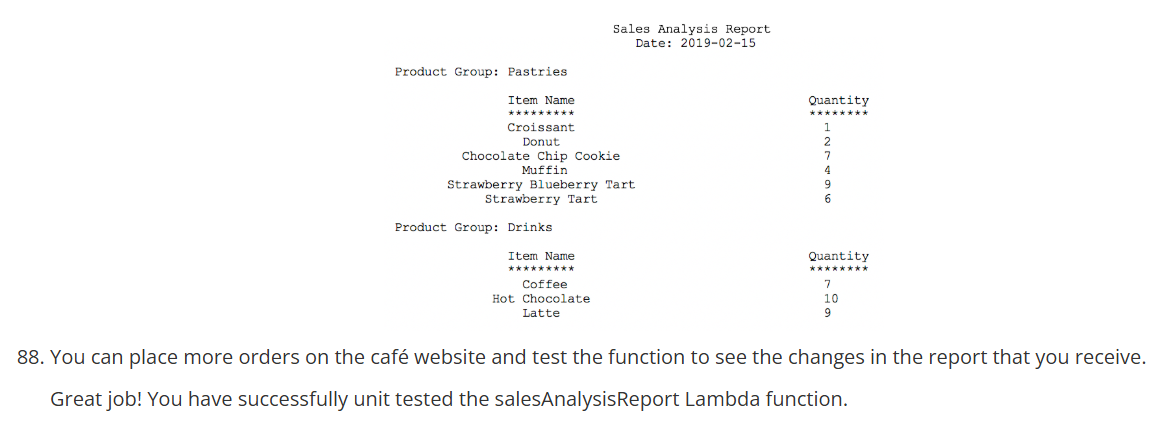 Sales Analysis Report
Date: 2019-02-15
Product Group: Pastries
Item Name Quantity
********* ********
Croissant 1
Donut 2
Chocolate Chip Cookie 7
Muffin 4
Strawberry Blueberry Tart 9
Strawberry Tart 6
Product Group: Drinks
Item Name Quantity
********* ********
Coffee 7
Hot Chocolate 10
Latte 9
88. You can place more orders on the café website and test the function to see the changes in the report that you receive.
Great job! You have successfully unit tested the salesAnalysisReport Lambda function.